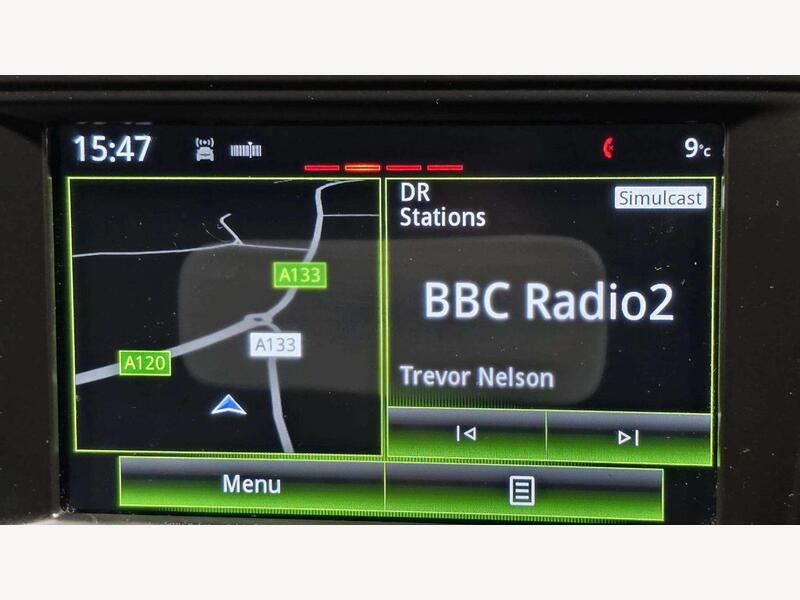 15:47
9°c
DR
Stations
Simulcast
A133
BBC Radio2
A133
A120
Trevor Nelson
Menu